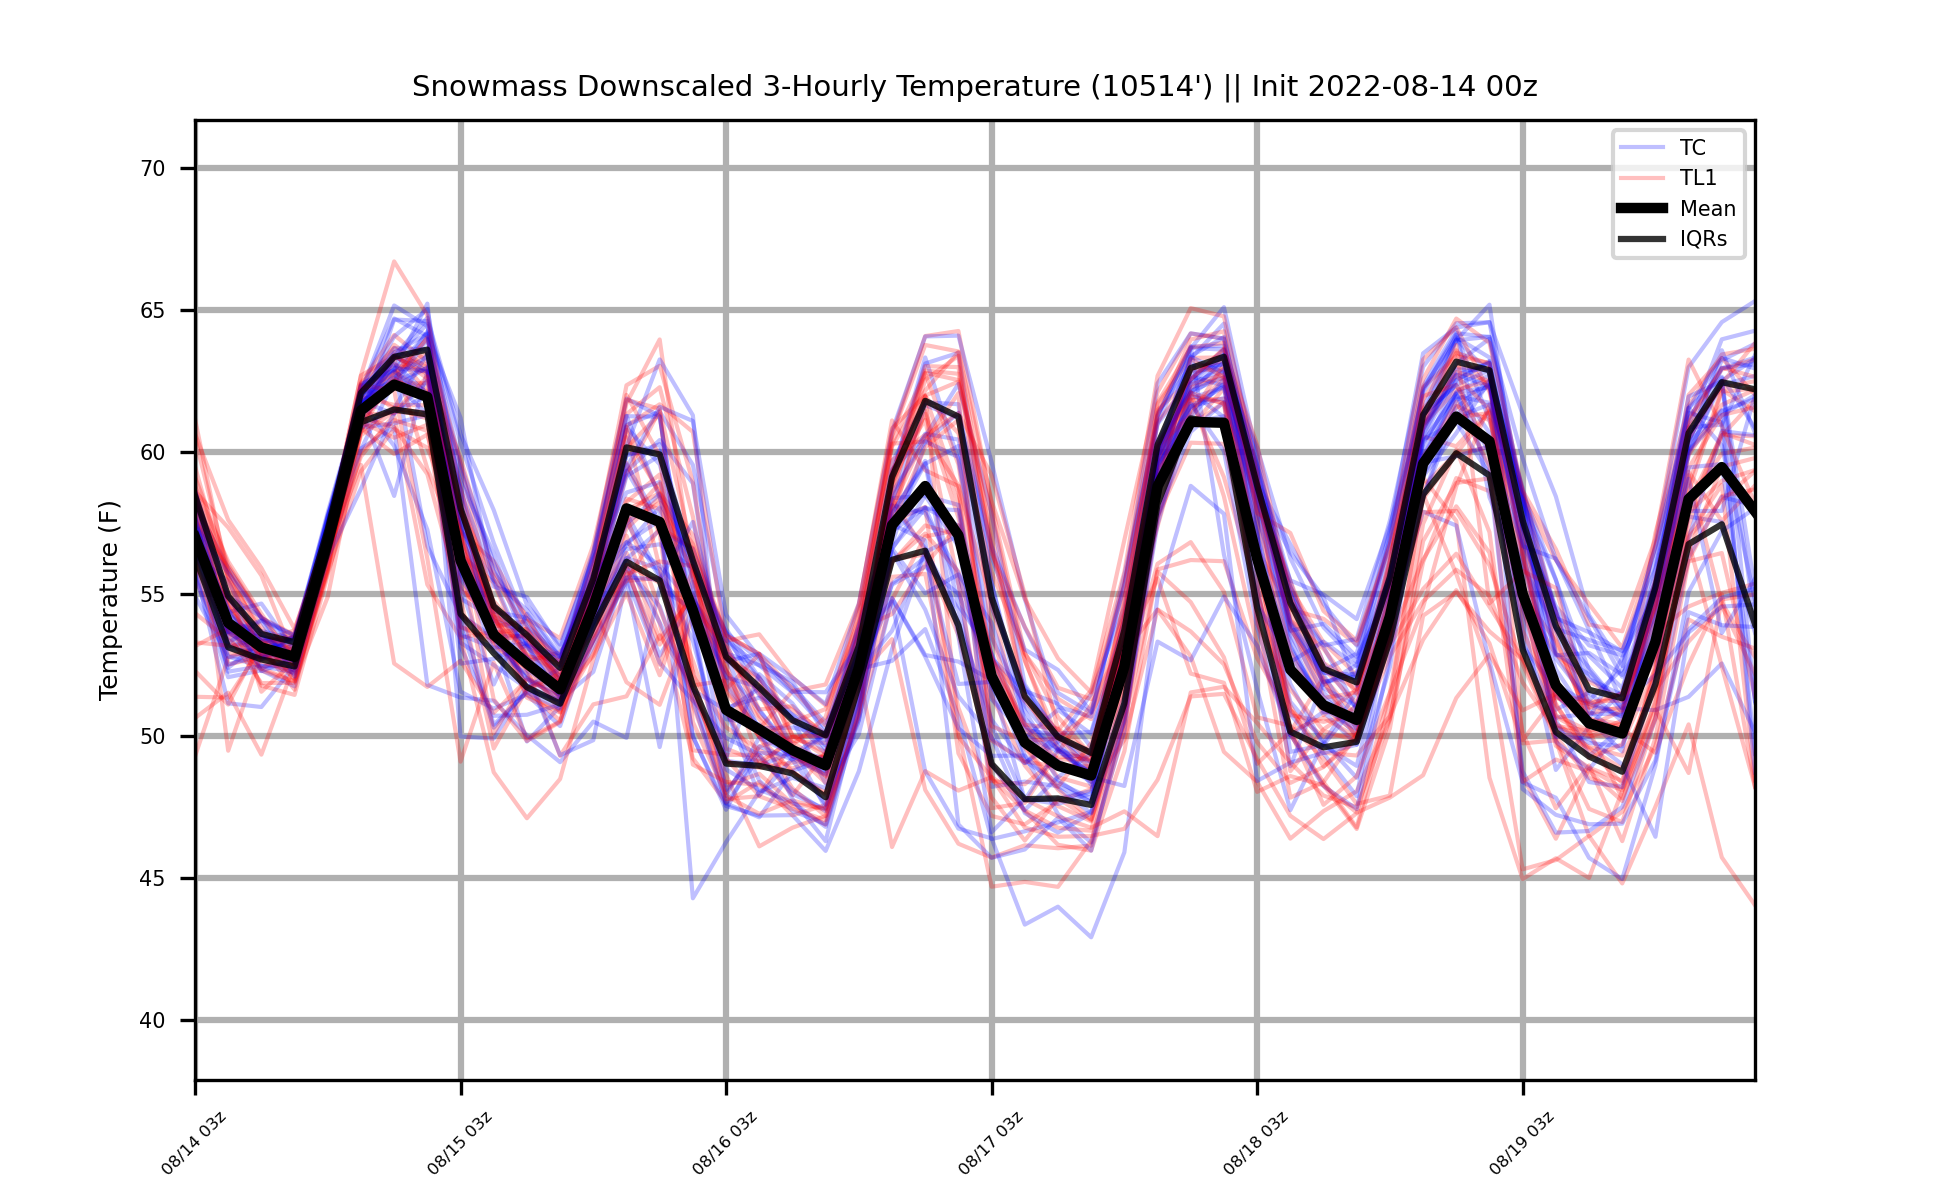 Snowmass Downscaled 3-Hourly Temperature (10514') || Init 2022-08-14 00z
TC
TL1
Mean
IQRs
Temperature (F)
70
65
60
55
50
45
40
08/14 03z
08/15 03z
08/16 03z
08/17 03z
08/18 03z
08/19 03z